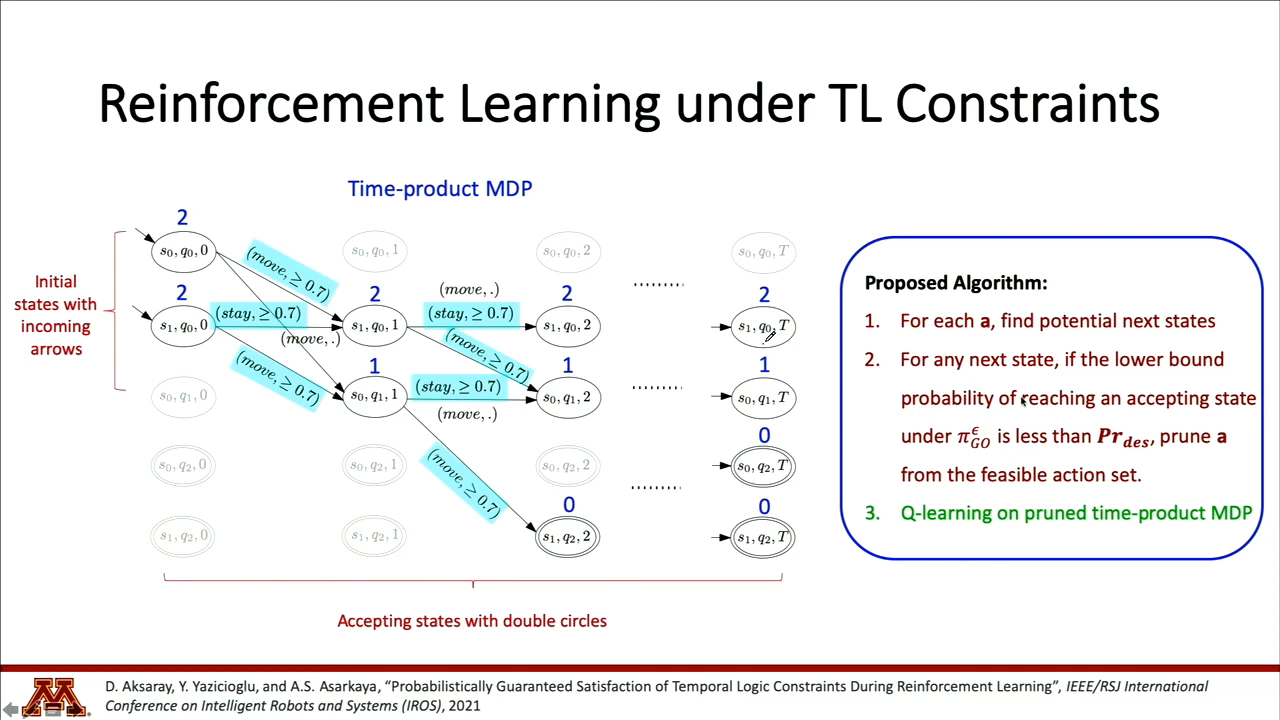 Reinforcement Learning under TL Constraints
Time-product MDP
2
s₀, q₀, 0
s₀, q₀, 1
s₀, q₀, 2
s₀, q₀, T
(move, ≥ 0.7)
Initial
states with
incoming
arrows
2
2
2
2
(move, .)
(stay, ≥ 0.7)
(stay, ≥ 0.7)
s₁, q₀, 0
s₁, q₀, 1
s₁, q₀, 2
s₁, q₀, T
(move, .)
(move, ≥ 0.7)
(move, ≥ 0.7)
1
1
1
(stay, ≥ 0.7)
s₀, q₁, 0
s₀, q₁, 1
s₀, q₁, 2
s₀, q₁, T
(move, .)
0
s₀, q₂, 0
s₀, q₂, 1
s₀, q₂, 2
s₀, q₂, T
(move, ≥ 0.7)
0
0
s₁, q₂, 0
s₁, q₂, 1
s₁, q₂, 2
s₁, q₂, T
Accepting states with double circles
Proposed Algorithm:
1. For each a, find potential next states
2. For any next state, if the lower bound
probability of reaching an accepting state
under π^ϵ_GO is less than Pr_des, prune a
from the feasible action set.
3. Q-learning on pruned time-product MDP
D. Aksaray, Y. Yazicioglu, and A.S. Asarkaya, “Probabilistically Guaranteed Satisfaction of Temporal Logic Constraints During Reinforcement Learning”, IEEE/RSJ International
Conference on Intelligent Robots and Systems (IROS), 2021